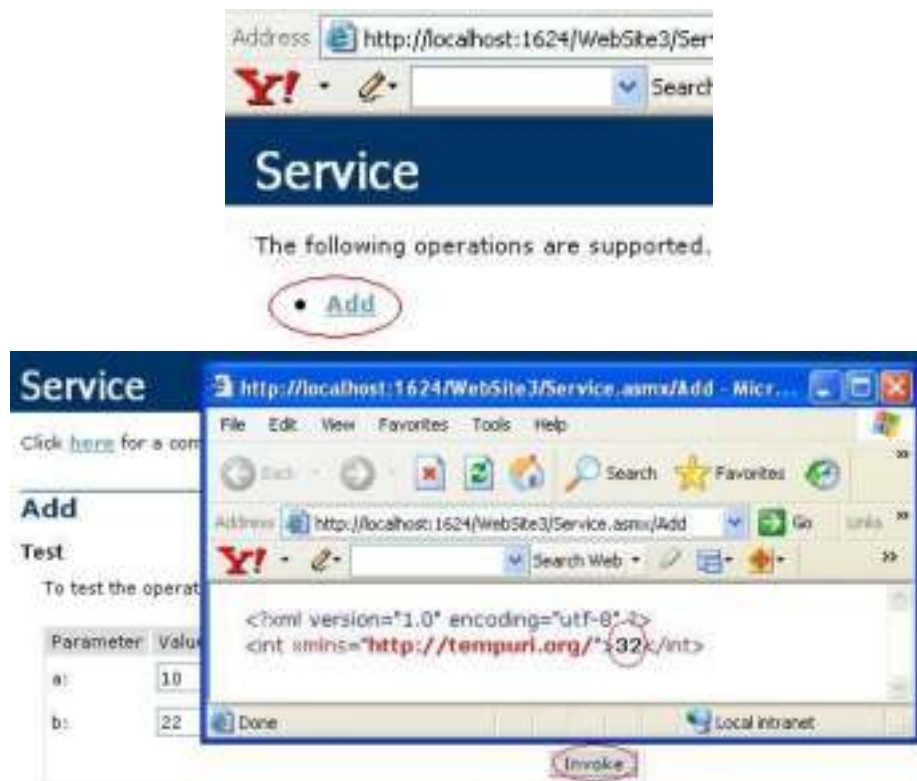 Address http://localhost:1624/WebSite3/Ser
Y! Search
Service
The following operations are supported.
• Add
Service
Click here for a com
Add
Test
To test the operat
Parameter Valu
a: 10
b: 22
http://localhost:1624/WebSite3/Service.asmx/Add - Micr...
File Edit View Favorites Tools Help
Back Search Favorites »
Address http://localhost:1624/WebSite3/Service.asmx/Add Go Links »
Y! Search Web »
<?xml version="1.0" encoding="utf-8" ?>
<int xmlns="http://tempuri.org/">32</int>
Done Local intranet
Invoke